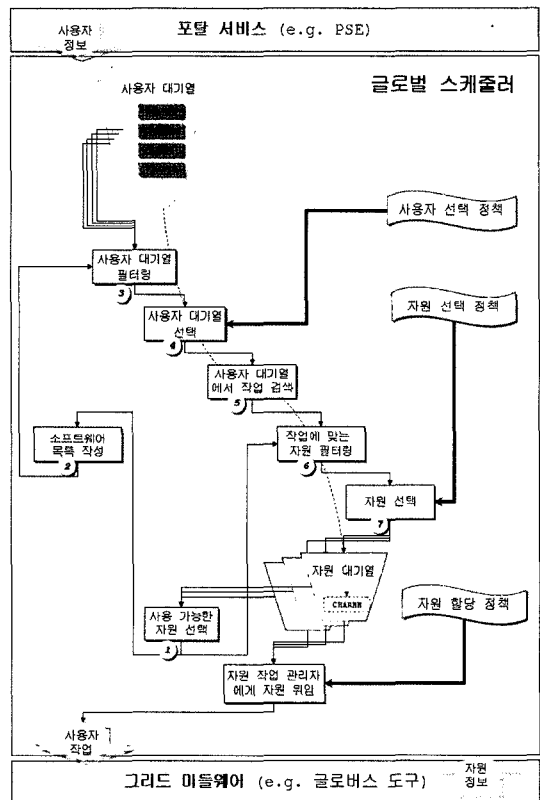 포탈 서비스 (e.g. PSE)
사용자
정보
글로벌 스케줄러
사용자 대기열
사용자 선택 정책
사용자 대기열
필터링
3
자원 선택 정책
사용자 대기열
선택
4
사용자 대기열
에서 작업 검색
5
소프트웨어
목록 작성
2
작업에 맞는
자원 필터링
6
자원 선택
7
자원 대기열
자원 할당 정책
사용 가능한
자원 선택
1
자원 작업 관리자
에게 자원 위임
사용자
작업
그리드 미들웨어 (e.g. 글로버스 도구)
자원
정보